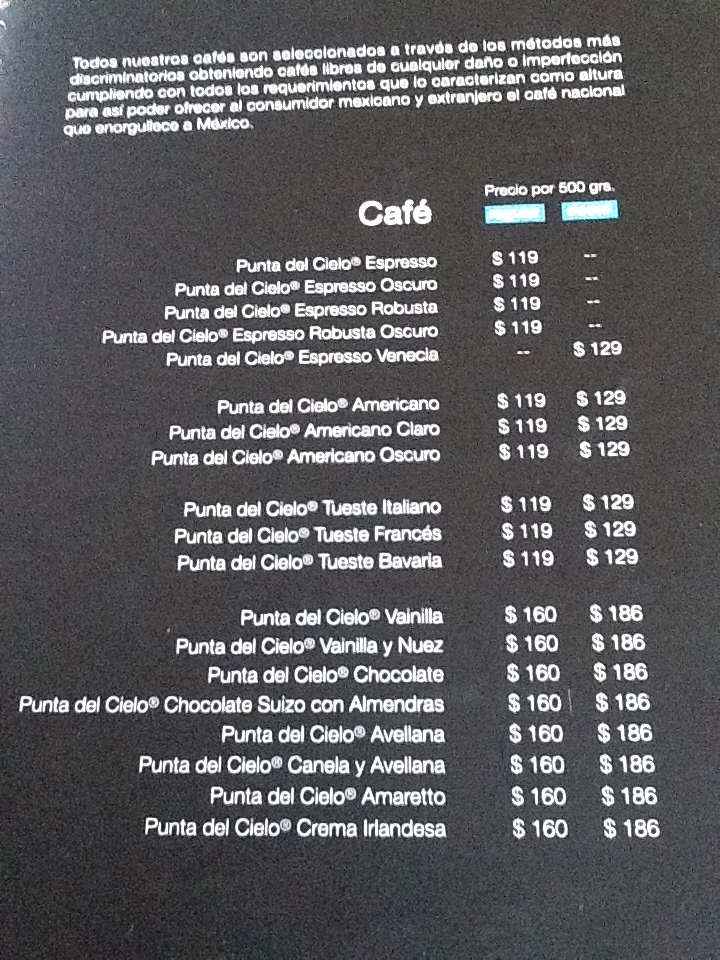 Todos nuestros cafés son seleccionados a través de los métodos más
discriminatorios obteniendo cafés libres de cualquier daño o imperfección
cumpliendo con todos los requerimientos que lo caracterizan como altura
para así poder ofrecer al consumidor mexicano y extranjero el café nacional
que enorgullece a México.
Precio por 500 grs.
Café
Punta del Cielo® Espresso $ 119 --
Punta del Cielo® Espresso Oscuro $ 119 --
Punta del Cielo® Espresso Robusta $ 119 --
Punta del Cielo® Espresso Robusta Oscuro $ 119 --
Punta del Cielo® Espresso Venecia -- $ 129
Punta del Cielo® Americano $ 119 $ 129
Punta del Cielo® Americano Claro $ 119 $ 129
Punta del Cielo® Americano Oscuro $ 119 $ 129
Punta del Cielo® Tueste Italiano $ 119 $ 129
Punta del Cielo® Tueste Francés $ 119 $ 129
Punta del Cielo® Tueste Bavaria $ 119 $ 129
Punta del Cielo® Vainilla $ 160 $ 186
Punta del Cielo® Vainilla y Nuez $ 160 $ 186
Punta del Cielo® Chocolate $ 160 $ 186
Punta del Cielo® Chocolate Suizo con Almendras $ 160 $ 186
Punta del Cielo® Avellana $ 160 $ 186
Punta del Cielo® Canela y Avellana $ 160 $ 186
Punta del Cielo® Amaretto $ 160 $ 186
Punta del Cielo® Crema Irlandesa $ 160 $ 186